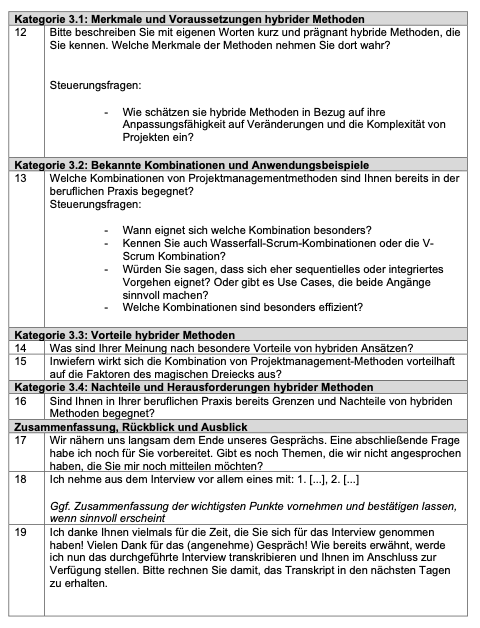 Kategorie 3.1: Merkmale und Voraussetzungen hybrider Methoden
12 Bitte beschreiben Sie mit eigenen Worten kurz und prägnant hybride Methoden, die
Sie kennen. Welche Merkmale der Methoden nehmen Sie dort wahr?
Steuerungsfragen:
- Wie schätzen sie hybride Methoden in Bezug auf ihre
Anpassungsfähigkeit auf Veränderungen und die Komplexität von
Projekten ein?
Kategorie 3.2: Bekannte Kombinationen und Anwendungsbeispiele
13 Welche Kombinationen von Projektmanagementmethoden sind Ihnen bereits in der
beruflichen Praxis begegnet?
Steuerungsfragen:
- Wann eignet sich welche Kombination besonders?
- Kennen Sie auch Wasserfall-Scrum-Kombinationen oder die V-
Scrum Kombination?
- Würden Sie sagen, dass sich eher sequentielles oder integriertes
Vorgehen eignet? Oder gibt es Use Cases, die beide Angänge
sinnvoll machen?
- Welche Kombinationen sind besonders effizient?
Kategorie 3.3: Vorteile hybrider Methoden
14 Was sind Ihrer Meinung nach besondere Vorteile von hybriden Ansätzen?
15 Inwiefern wirkt sich die Kombination von Projektmanagement-Methoden vorteilhaft
auf die Faktoren des magischen Dreiecks aus?
Kategorie 3.4: Nachteile und Herausforderungen hybrider Methoden
16 Sind Ihnen in Ihrer beruflichen Praxis bereits Grenzen und Nachteile von hybriden
Methoden begegnet?
Zusammenfassung, Rückblick und Ausblick
17 Wir nähern uns langsam dem Ende unseres Gesprächs. Eine abschließende Frage
habe ich noch für Sie vorbereitet. Gibt es noch Themen, die wir nicht angesprochen
haben, die Sie mir noch mitteilen möchten?
18 Ich nehme aus dem Interview vor allem eines mit: 1. [...], 2. [...]
Ggf. Zusammenfassung der wichtigsten Punkte vornehmen und bestätigen lassen,
wenn sinnvoll erscheint
19 Ich danke Ihnen vielmals für die Zeit, die Sie sich für das Interview genommen
haben! Vielen Dank für das (angenehme) Gespräch! Wie bereits erwähnt, werde
ich nun das durchgeführte Interview transkribieren und Ihnen im Anschluss zur
Verfügung stellen. Bitte rechnen Sie damit, das Transkript in den nächsten Tagen
zu erhalten.